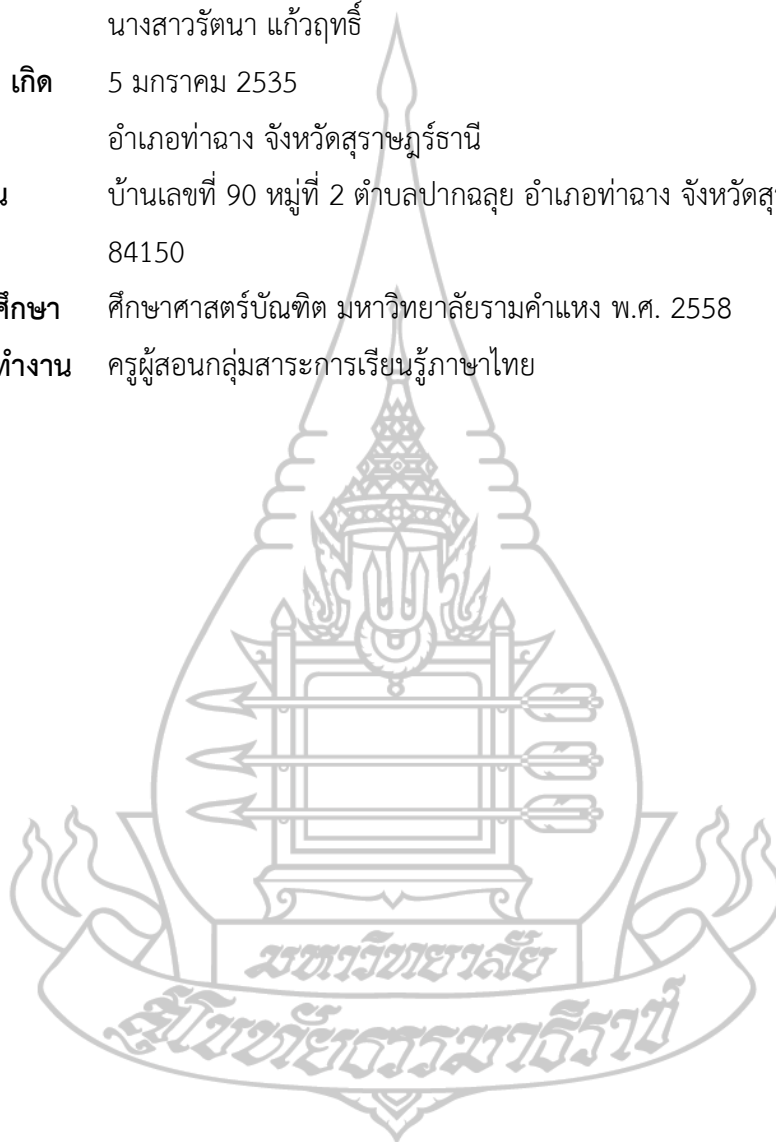 นางสาวรัตนา แก้วฤทธิ์
เกิด 5 มกราคม 2535
อำเภอท่าฉาง จังหวัดสุราษฎร์ธานี
บ้านเลขที่ 90 หมู่ที่ 2 ตำบลปากฉลุย อำเภอท่าฉาง จังหวัดสุ
84150
ศึกษา ศึกษาศาสตร์บัณฑิต มหาวิทยาลัยรามคำแหง พ.ศ. 2558
ทำงาน ครูผู้สอนกลุ่มสาระการเรียนรู้ภาษาไทย
มหาวิทยาลัย
สุโขทัยธรรมาธิราช